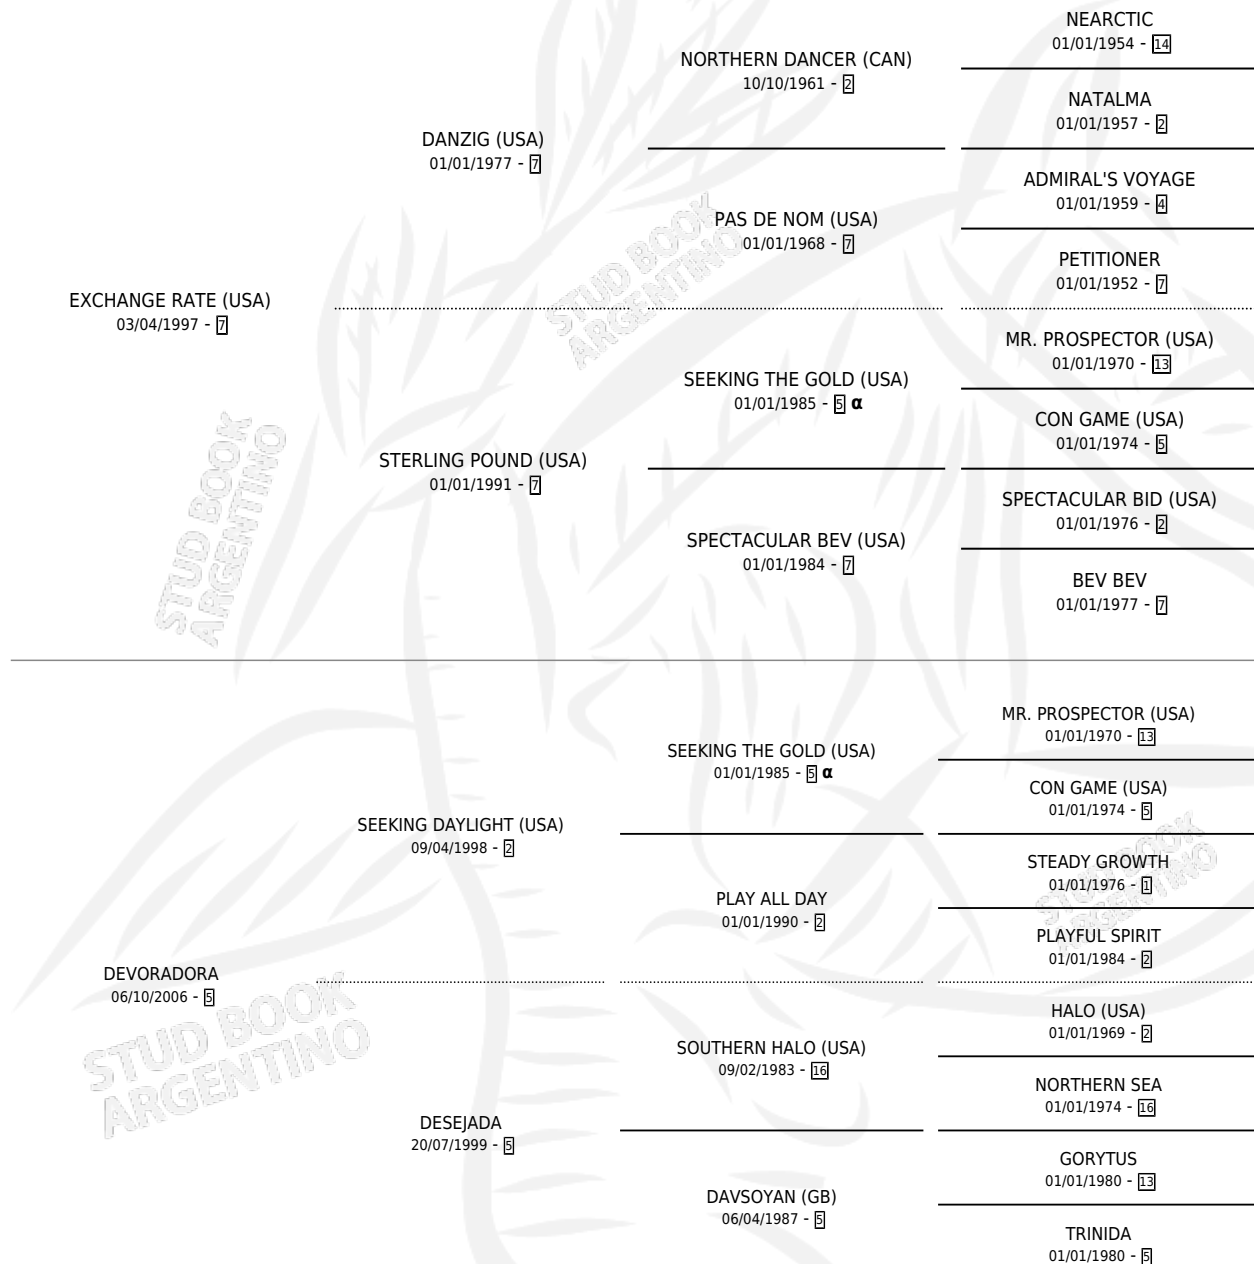 NEARCTIC
01/01/1954 - 14
NORTHERN DANCER (CAN)
10/10/1961 - 2
NATALMA
01/01/1957 - 2
DANZIG (USA)
01/01/1977 - 7
ADMIRAL'S VOYAGE
01/01/1959 - 4
PAS DE NOM (USA)
01/01/1968 - 7
PETITIONER
01/01/1952 - 7
EXCHANGE RATE (USA)
03/04/1997 - 7
MR. PROSPECTOR (USA)
01/01/1970 - 13
SEEKING THE GOLD (USA)
01/01/1985 - 5 α
CON GAME (USA)
01/01/1974 - 5
STERLING POUND (USA)
01/01/1991 - 7
SPECTACULAR BID (USA)
01/01/1976 - 2
SPECTACULAR BEV (USA)
01/01/1984 - 7
BEV BEV
01/01/1977 - 7
STUD BOOK
ARGENTINO
STUD BOOK
ARGENTINO
MR. PROSPECTOR (USA)
01/01/1970 - 13
SEEKING THE GOLD (USA)
01/01/1985 - 5 α
CON GAME (USA)
01/01/1974 - 5
SEEKING DAYLIGHT (USA)
09/04/1998 - 2
STEADY GROWTH
01/01/1976 - 1
PLAY ALL DAY
01/01/1990 - 2
PLAYFUL SPIRIT
01/01/1984 - 2
DEVORADORA
06/10/2006 - 5
HALO (USA)
01/01/1969 - 2
SOUTHERN HALO (USA)
09/02/1983 - 16
NORTHERN SEA
01/01/1974 - 16
DESEJADA
20/07/1999 - 5
GORYTUS
01/01/1980 - 13
DAVSOYAN (GB)
06/04/1987 - 5
TRINIDA
01/01/1980 - 5
STUD BOOK
ARGENTINO
STUD BOOK
ARGENTINO